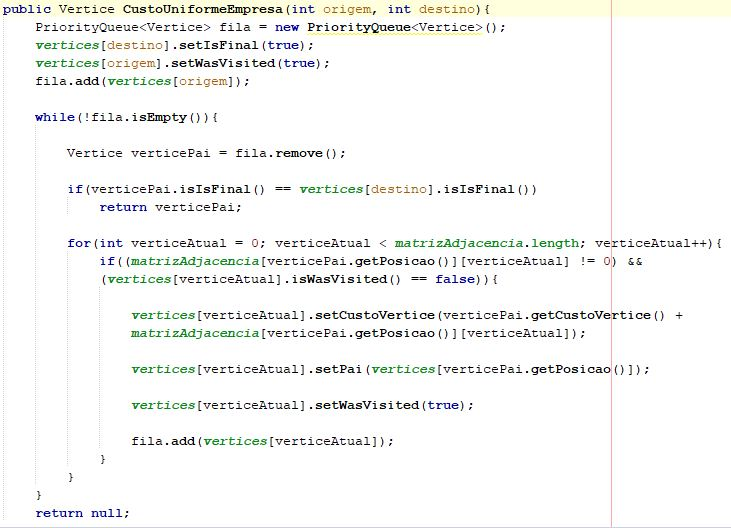 public Vertice CustoUniformeEmpresa(int origem, int destino){
    PriorityQueue<Vertice> fila = new PriorityQueue<Vertice>();
    vertices[destino].setIsFinal(true);
    vertices[origem].setWasVisited(true);
    fila.add(vertices[origem]);

    while(!fila.isEmpty()){

        Vertice verticePai = fila.remove();

        if(verticePai.isIsFinal() == vertices[destino].isIsFinal())
            return verticePai;

        for(int verticeAtual = 0; verticeAtual < matrizAdjacencia.length; verticeAtual++){
            if((matrizAdjacencia[verticePai.getPosicao()][verticeAtual] != 0) &&
            (vertices[verticeAtual].isWasVisited() == false)){

                vertices[verticeAtual].setCustoVertice(verticePai.getCustoVertice() +
                matrizAdjacencia[verticePai.getPosicao()][verticeAtual]);

                vertices[verticeAtual].setPai(vertices[verticePai.getPosicao()]);

                vertices[verticeAtual].setWasVisited(true);

                fila.add(vertices[verticeAtual]);
            }
        }
    }
    return null;